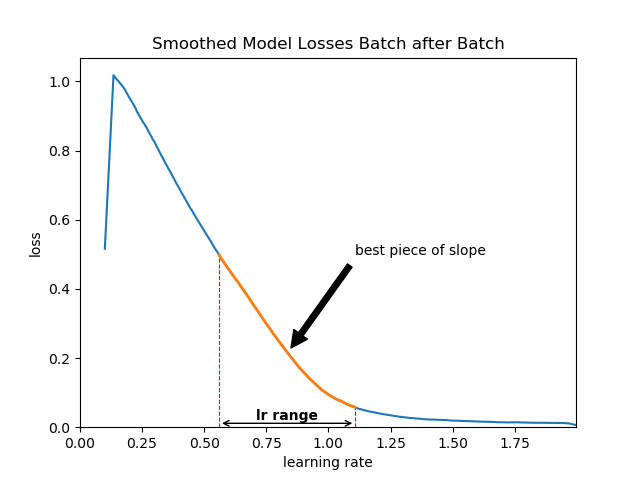 Smoothed Model Losses Batch after Batch
1.0
0.8
0.6
0.4
0.2
0.0
loss
best piece of slope
lr range
0.00 0.25 0.50 0.75 1.00 1.25 1.50 1.75
learning rate